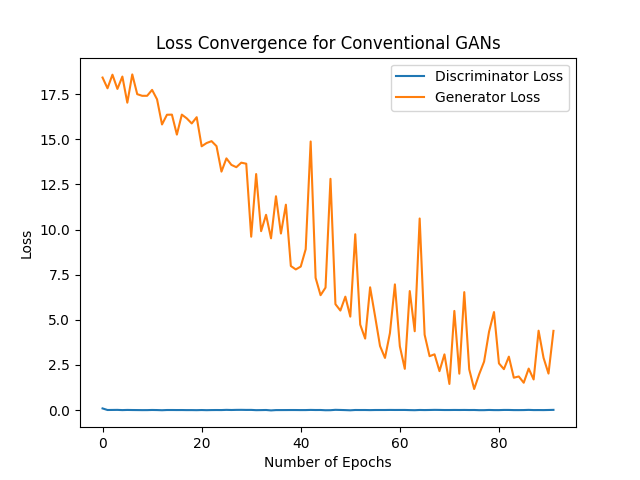 Loss Convergence for Conventional GANs
Discriminator Loss
Generator Loss
17.5
15.0
12.5
10.0
7.5
5.0
2.5
0.0
Loss
0 20 40 60 80
Number of Epochs